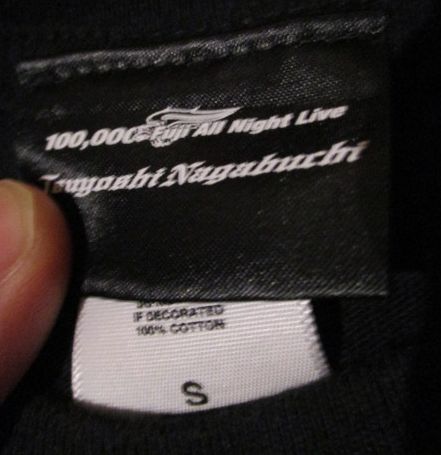 100,000 Fuji All Night Live
Tsuyoshi Nagabuchi
IF DECORATED
100% COTTON
S